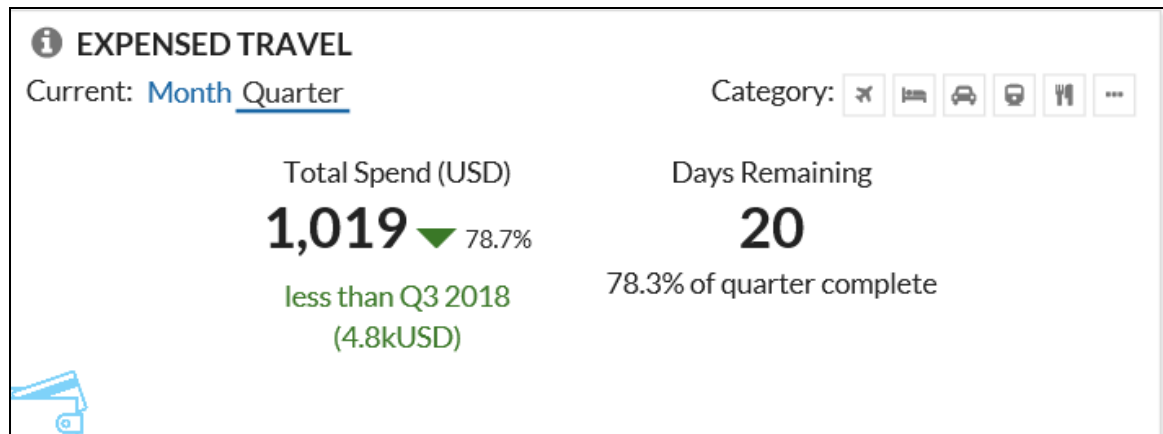 EXPENSED TRAVEL
Current: Month Quarter
Category:
Total Spend (USD)
1,019 78.7%
less than Q3 2018
(4.8kUSD)
Days Remaining
20
78.3% of quarter complete